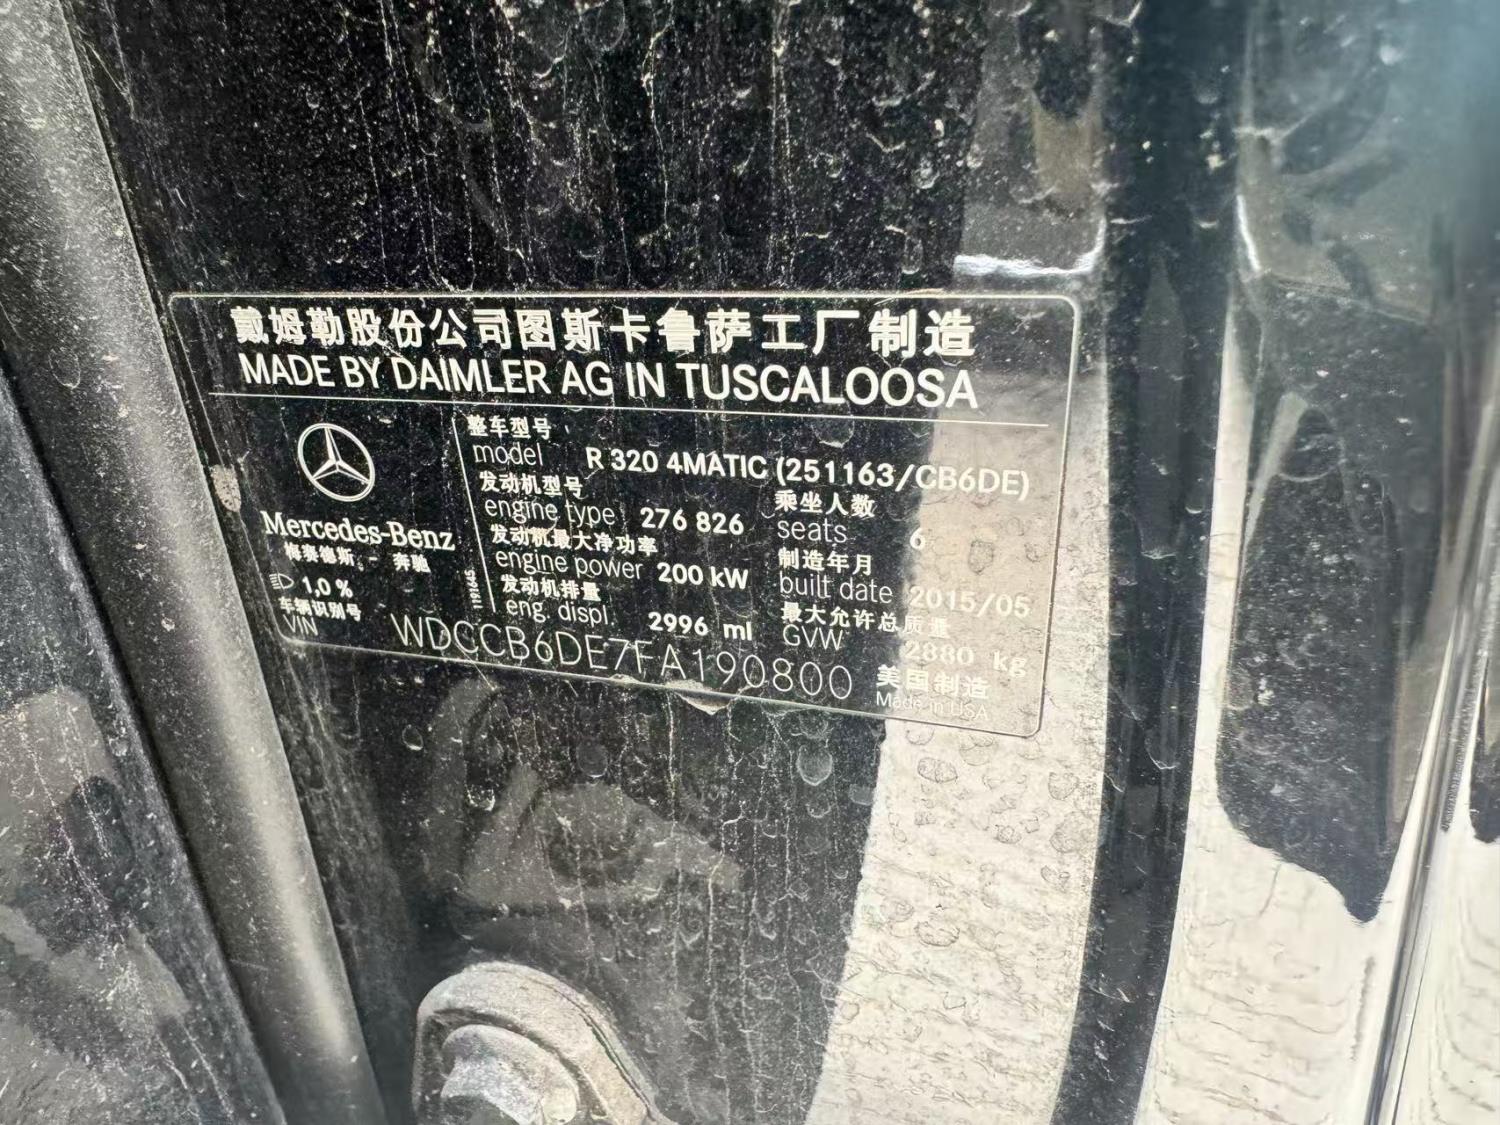 戴姆勒股份公司图斯卡鲁萨工厂制造
MADE BY DAIMLER AG IN TUSCALOOSA
Mercedes-Benz
梅赛德斯 - 奔驰
1,0 %
车辆识别号
VIN WDCCB6DE7FA190800
191645
整车型号
model R 320 4MATIC (251163/CB6DE)
发动机型号
engine type 276 826
乘坐人数
seats 6
发动机最大净功率
engine power 200 kW
制造年月
built date 2015/05
发动机排量
eng. displ. 2996 ml
最大允许总质量
GVW 2880 kg
美国制造
Made in USA